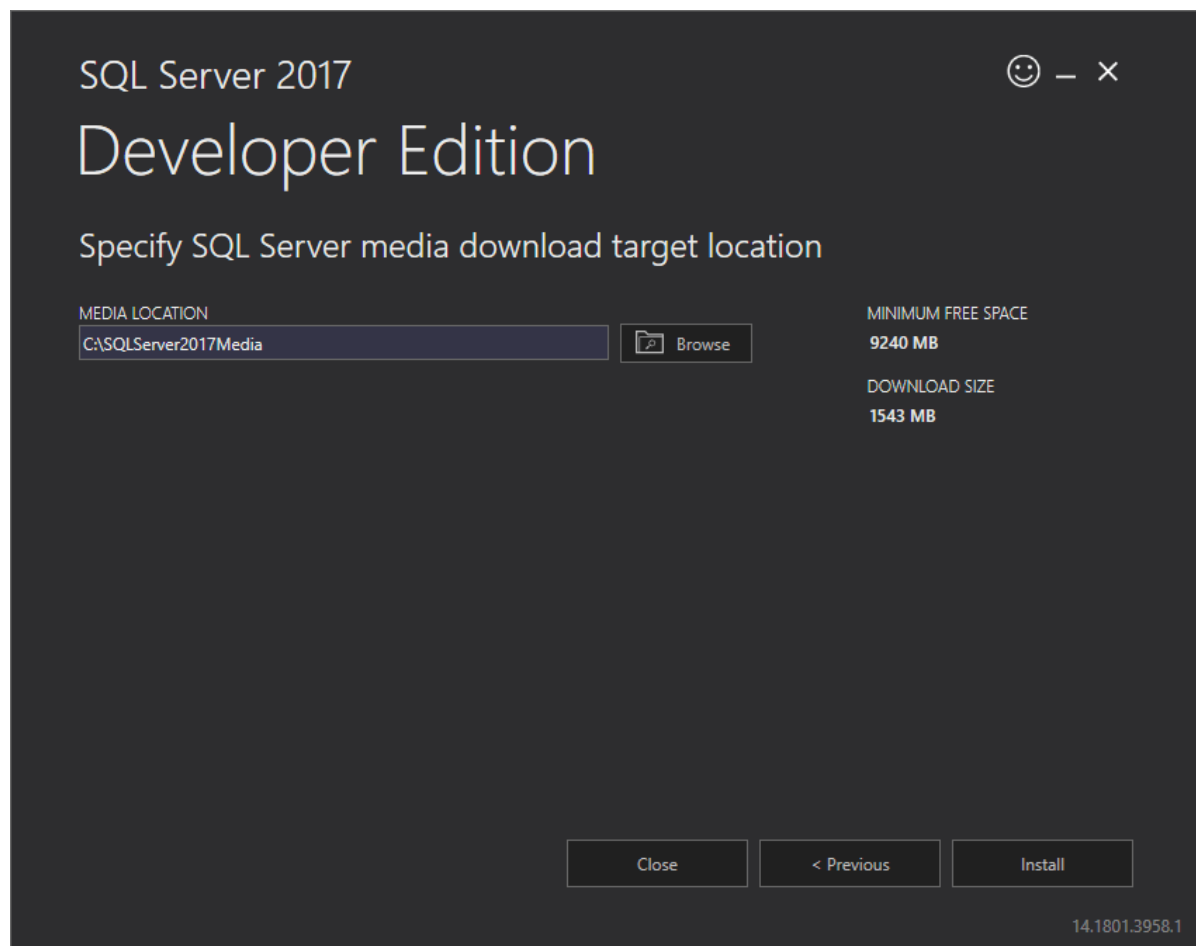 SQL Server 2017
Developer Edition
Specify SQL Server media download target location
MEDIA LOCATION
C:\SQLServer2017Media
Browse
MINIMUM FREE SPACE
9240 MB
DOWNLOAD SIZE
1543 MB
Close
< Previous
Install
14.1801.3958.1